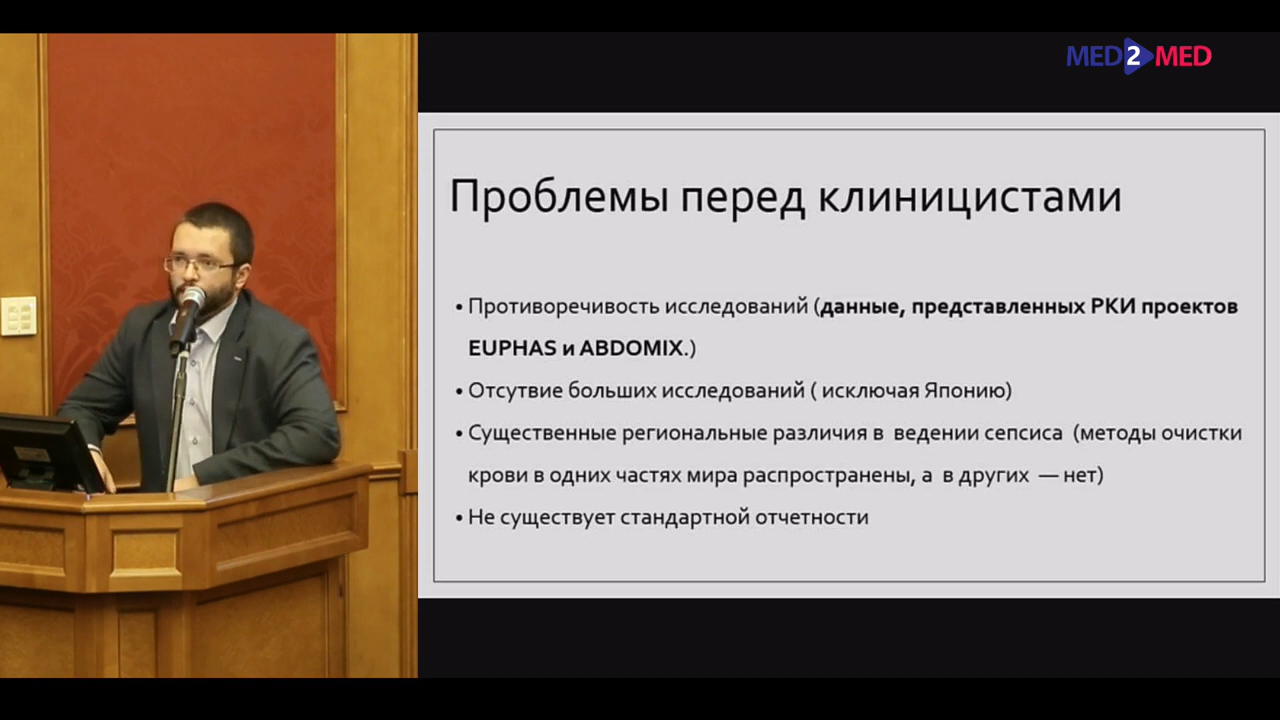 MED2MED
Проблемы перед клиницистами
• Противоречивость исследований (данные, представленных РКИ проектов
EUPHAS и ABDOMIX.)
• Отсутвие больших исследований ( исключая Японию)
• Существенные региональные различия в ведении сепсиса (методы очистки
крови в одних частях мира распространены, а в других — нет)
• Не существует стандартной отчетности